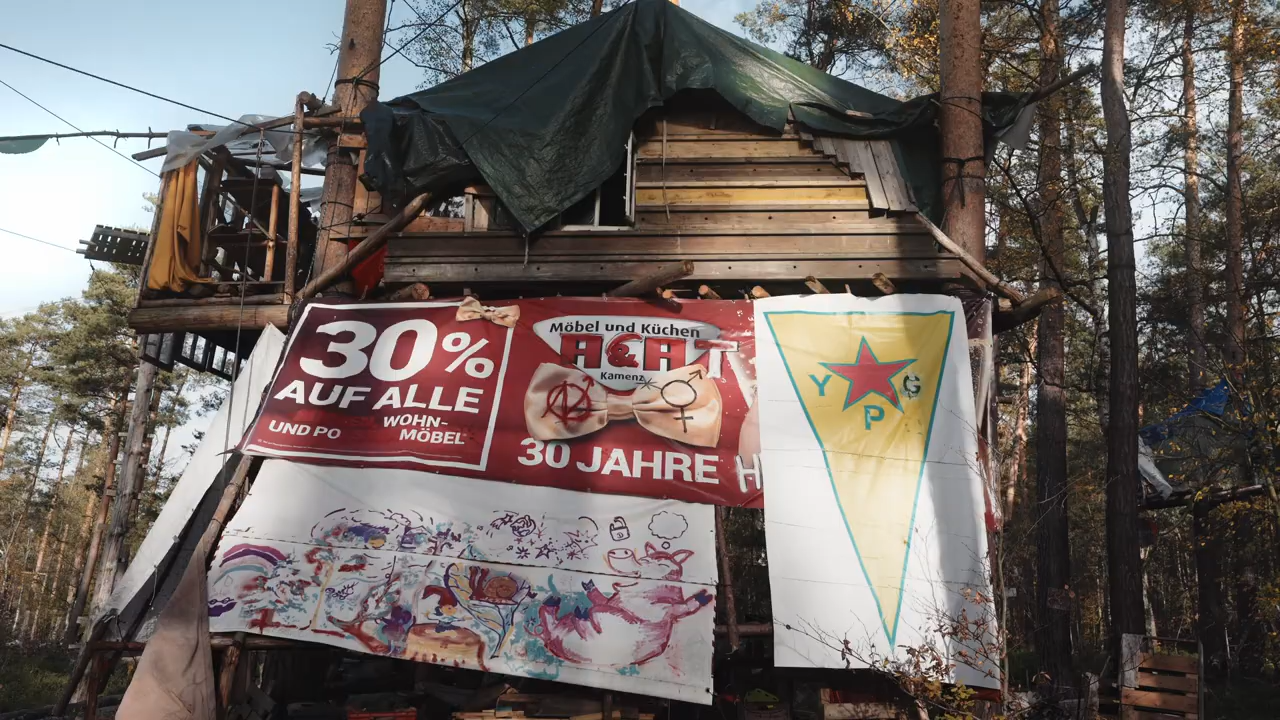 30%
AUF ALLE
UND PO
WOHN-
MÖBEL
Möbel und Küchen
Kamenz
30 JAHRE H
Y P G